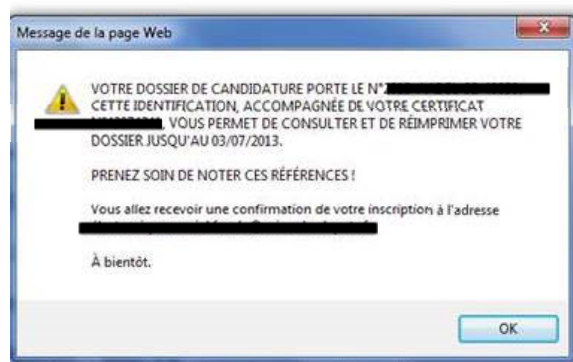 Message de la page Web
VOTRE DOSSIER DE CANDIDATURE PORTE LE N°
CETTE IDENTIFICATION, ACCOMPAGNÉE DE VOTRE CERTIFICAT
, VOUS PERMET DE CONSULTER ET DE RÉIMPRIMER VOTRE
DOSSIER JUSQU'AU 03/07/2013.
PRENEZ SOIN DE NOTER CES RÉFÉRENCES !
Vous allez recevoir une confirmation de votre inscription à l'adresse
À bientôt.
OK